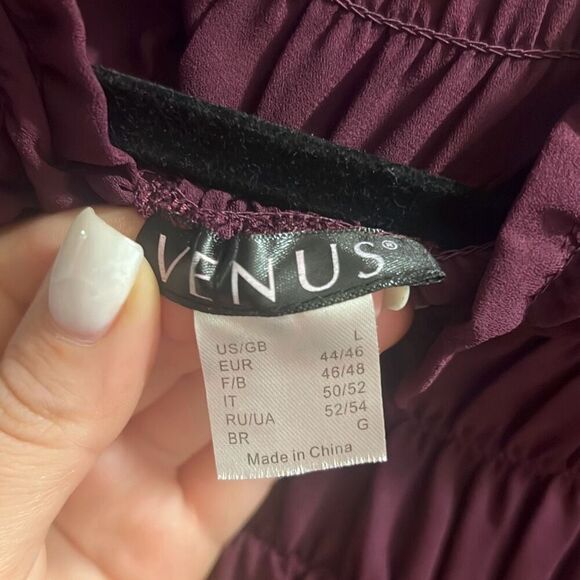 VENUS®
US/GB L
EUR 44/46
F/B 46/48
IT 50/52
RU/UA 52/54
BR G
Made in China